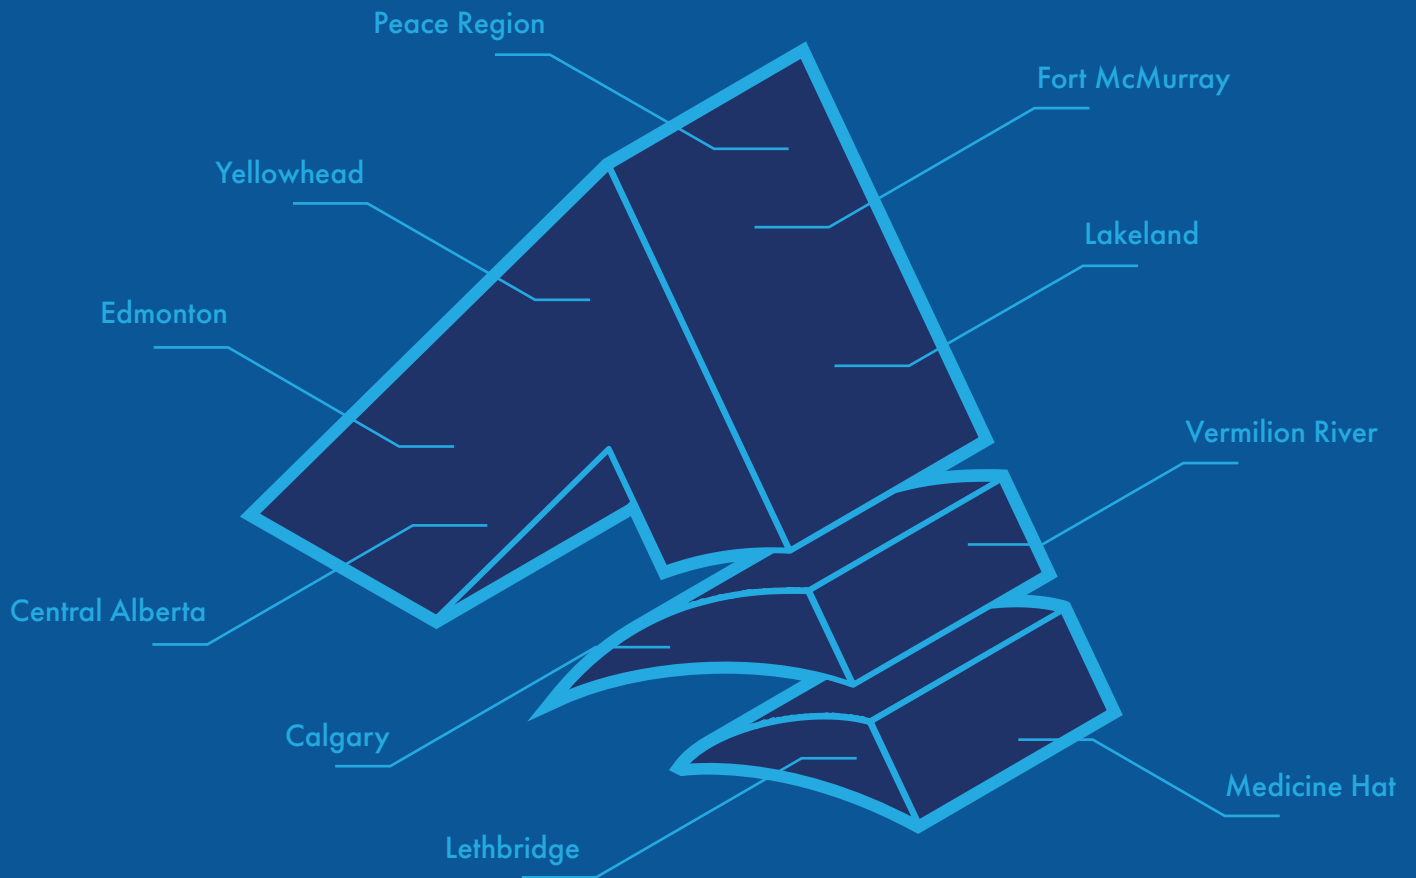 Peace Region
Fort McMurray
Yellowhead
Lakeland
Edmonton
Vermilion River
Central Alberta
Calgary
Medicine Hat
Lethbridge